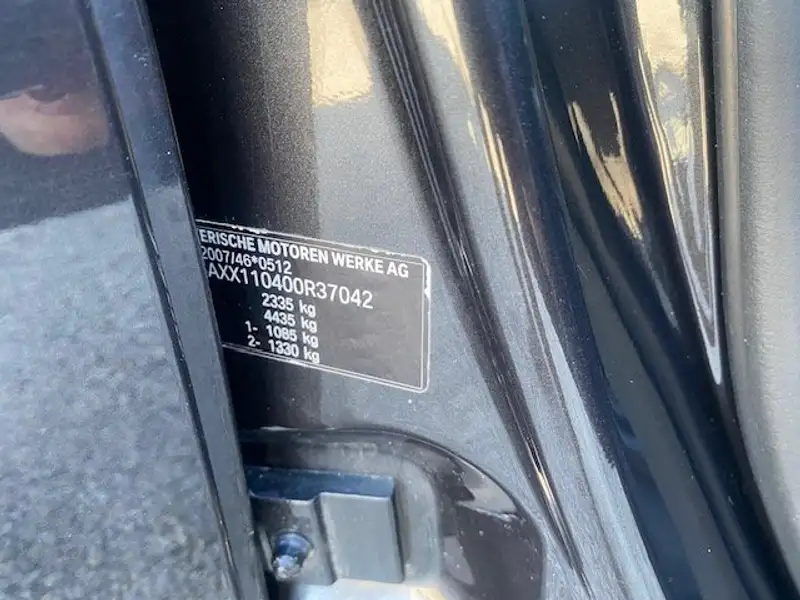 ERISCHE MOTOREN WERKE AG
2007/46*0512
AXX110400R37042
2335 kg
4435 kg
1- 1085 kg
2- 1330 kg